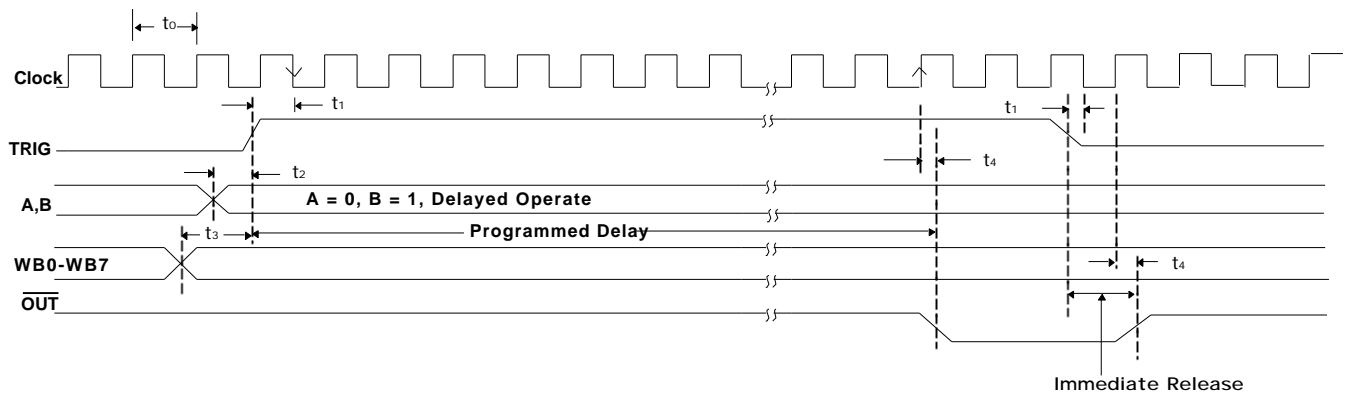 t0
Clock
t1
t1
TRIG
t4
t2
A,B
A = 0, B = 1, Delayed Operate
t3
Programmed Delay
WB0-WB7
t4
OUT
Immediate Release